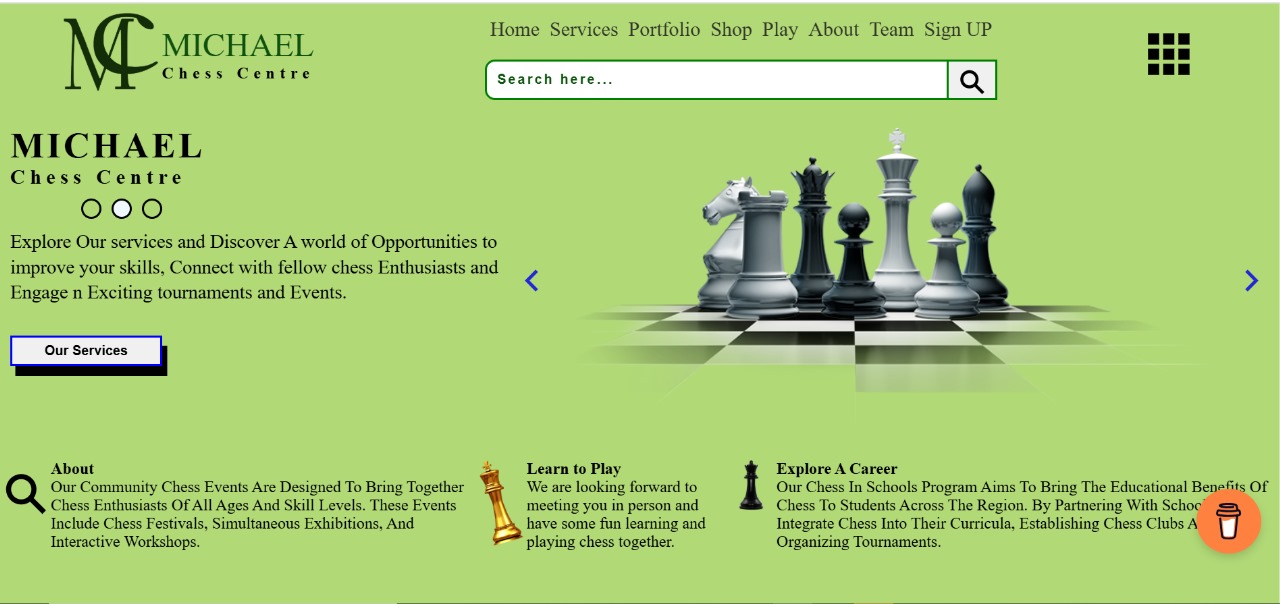 MC MICHAEL
Chess Centre
Home Services Portfolio Shop Play About Team Sign UP
Search here...
MICHAEL
Chess Centre
Explore Our services and Discover A world of Opportunities to
improve your skills, Connect with fellow chess Enthusiasts and
Engage n Exciting tournaments and Events.
Our Services
About
Our Community Chess Events Are Designed To Bring Together
Chess Enthusiasts Of All Ages And Skill Levels. These Events
Include Chess Festivals, Simultaneous Exhibitions, And
Interactive Workshops.
Learn to Play
We are looking forward to
meeting you in person and
have some fun learning and
playing chess together.
Explore A Career
Our Chess In Schools Program Aims To Bring The Educational Benefits Of
Chess To Students Across The Region. By Partnering With
Integrate Chess Into Their Curricula, Establishing Chess Clubs
Organizing Tournaments.